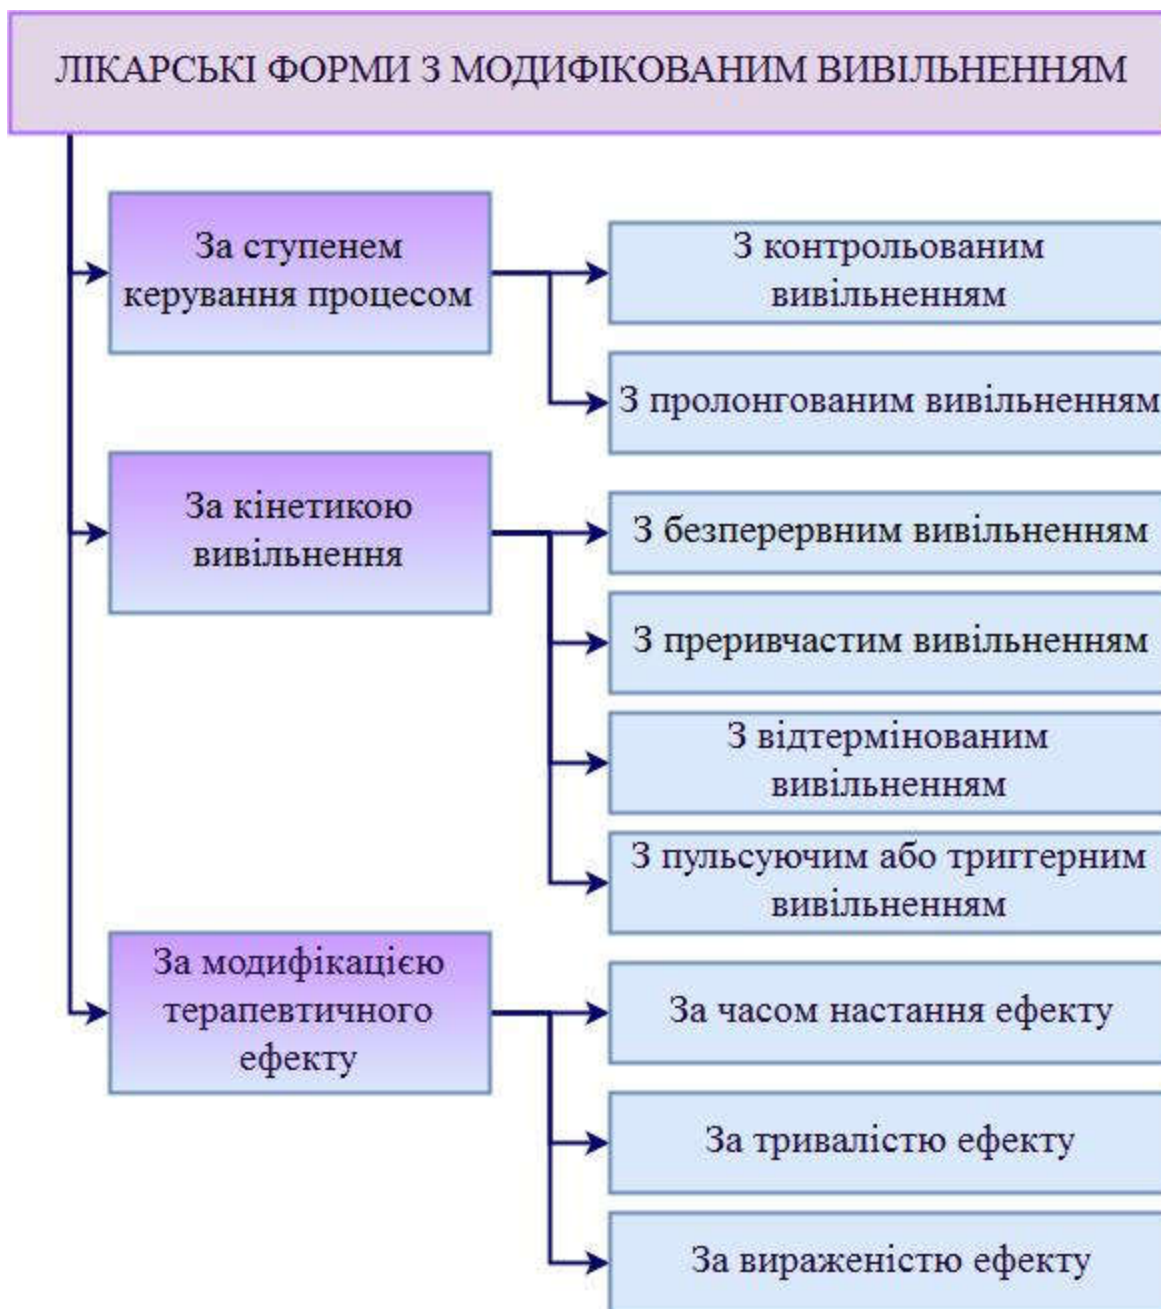 ЛІКАРСЬКІ ФОРМИ З МОДИФІКОВАНИМ ВИВІЛЬНЕННЯМ
За ступенем
керування процесом
З контрольованим
вивільненням
З пролонгованим вивільненням
За кінетикою
вивільнення
З безперервним вивільненням
З преривчастим вивільненням
З відтермінованим
вивільненням
З пульсуючим або триггерним
вивільненням
За модифікацією
терапевтичного
ефекту
За часом настання ефекту
За тривалістю ефекту
За вираженістю ефекту